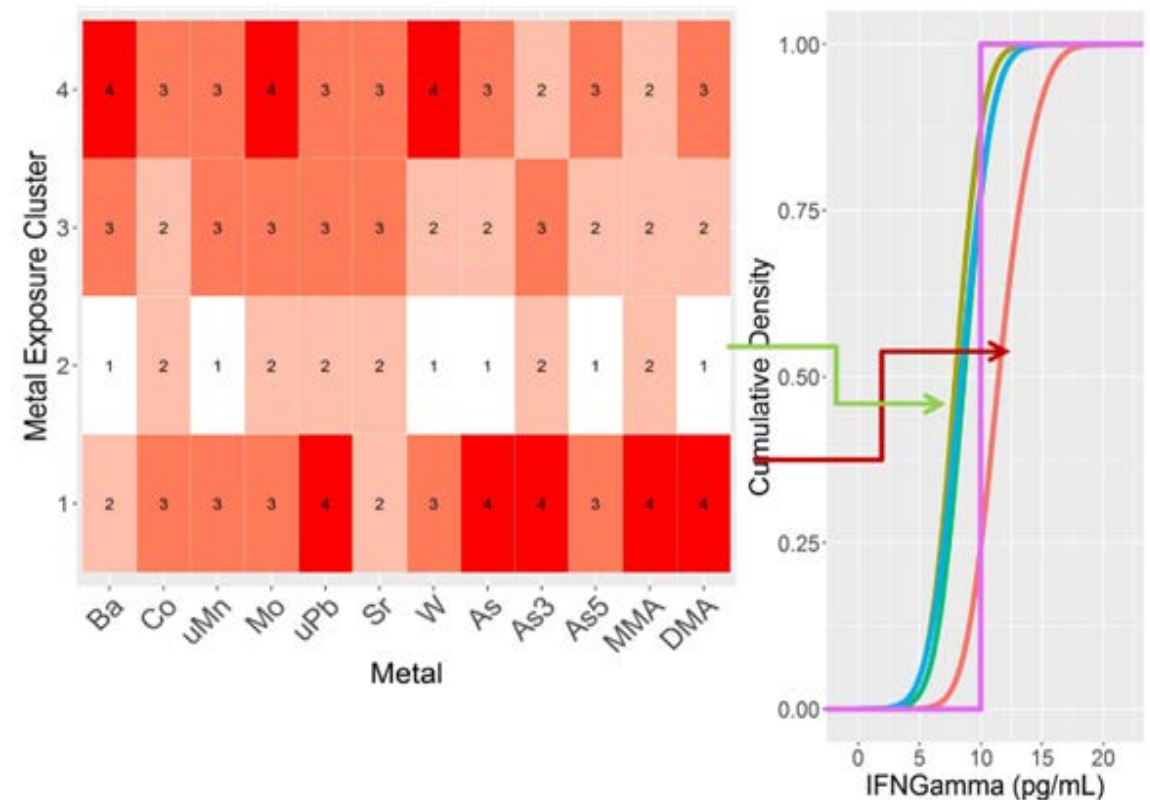 Metal Exposure Cluster
4 4 3 3 4 3 3 4 3 2 3 2 3
3 3 2 3 3 3 3 2 2 3 2 2 2
2 1 2 1 2 2 2 1 1 2 1 2 1
1 2 3 3 3 4 2 3 4 4 3 4 4
Ba Co uMn Mo uPb Sr W As As3 As5 MMA DMA
Metal
Cumulative Density
1.00
0.75
0.50
0.25
0.00
0 5 10 15 20
IFNGamma (pg/mL)